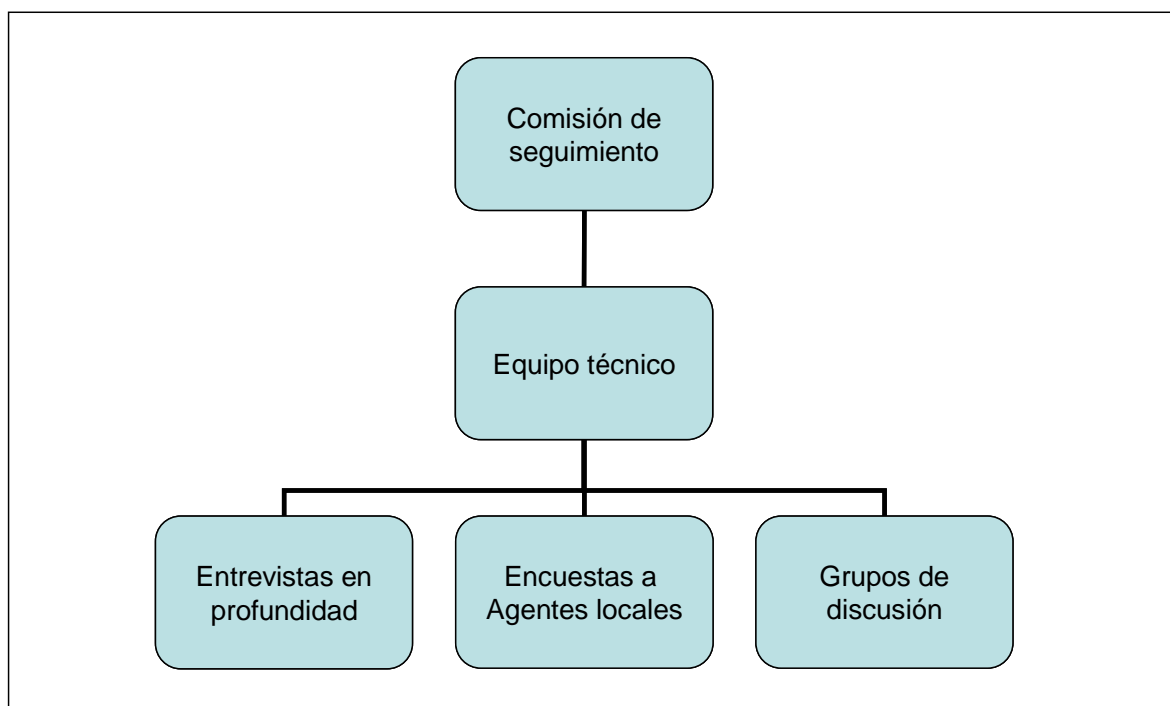 Comisión de
seguimiento
Equipo técnico
Entrevistas en
profundidad
Encuestas a
Agentes locales
Grupos de
discusión